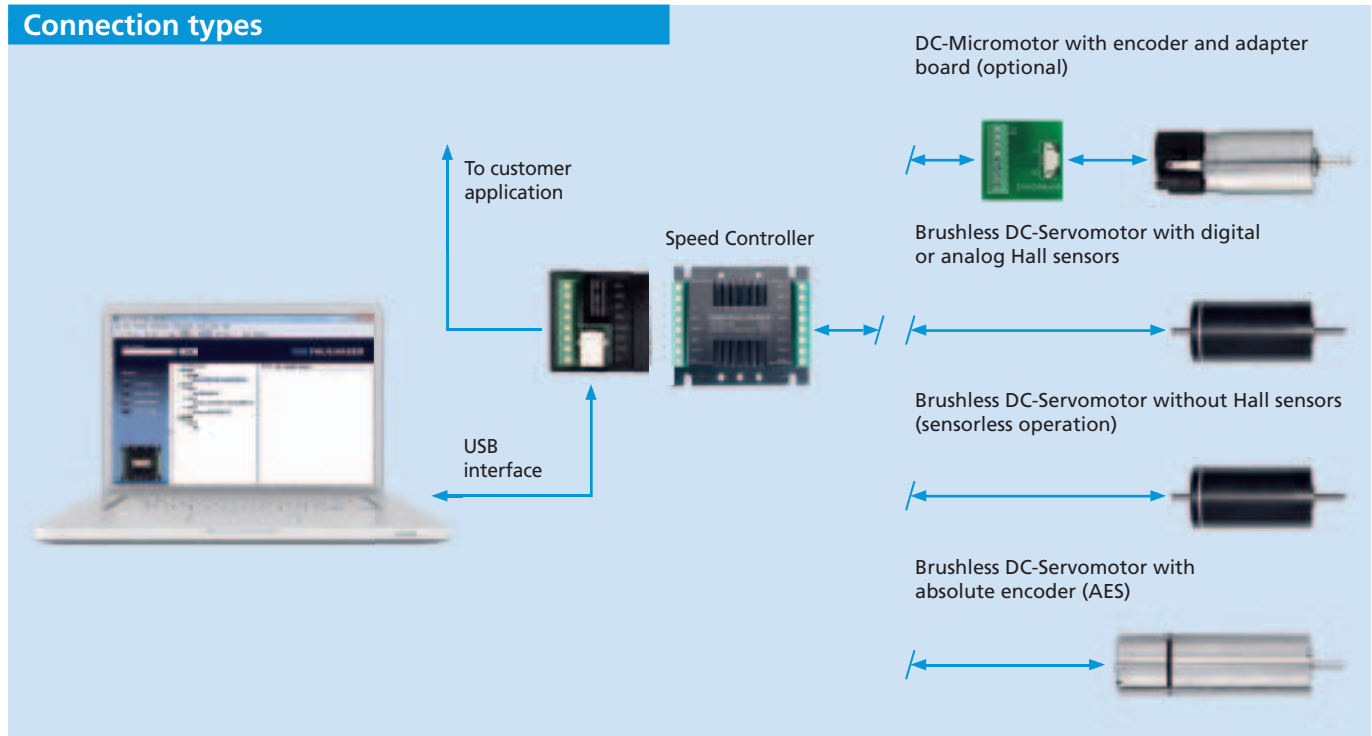 Connection types
DC-Micromotor with encoder and adapter
board (optional)
To customer
application
Speed Controller
Brushless DC-Servomotor with digital
or analog Hall sensors
Brushless DC-Servomotor without Hall sensors
(sensorless operation)
USB
interface
Brushless DC-Servomotor with
absolute encoder (AES)